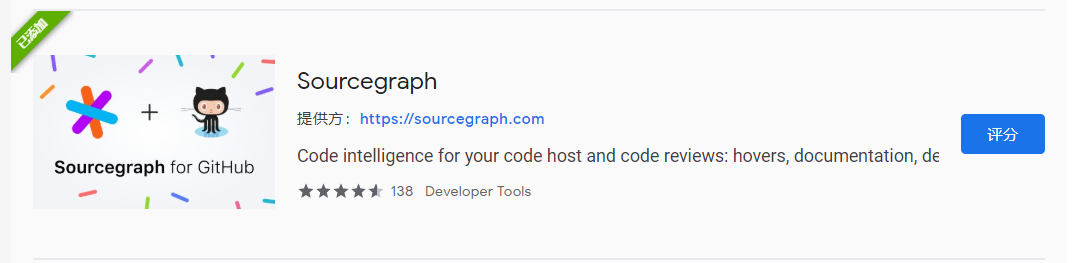 已添加
Sourcegraph for GitHub
Sourcegraph
提供方：https://sourcegraph.com
Code intelligence for your code host and code reviews: hovers, documentation, de
138 Developer Tools
评分